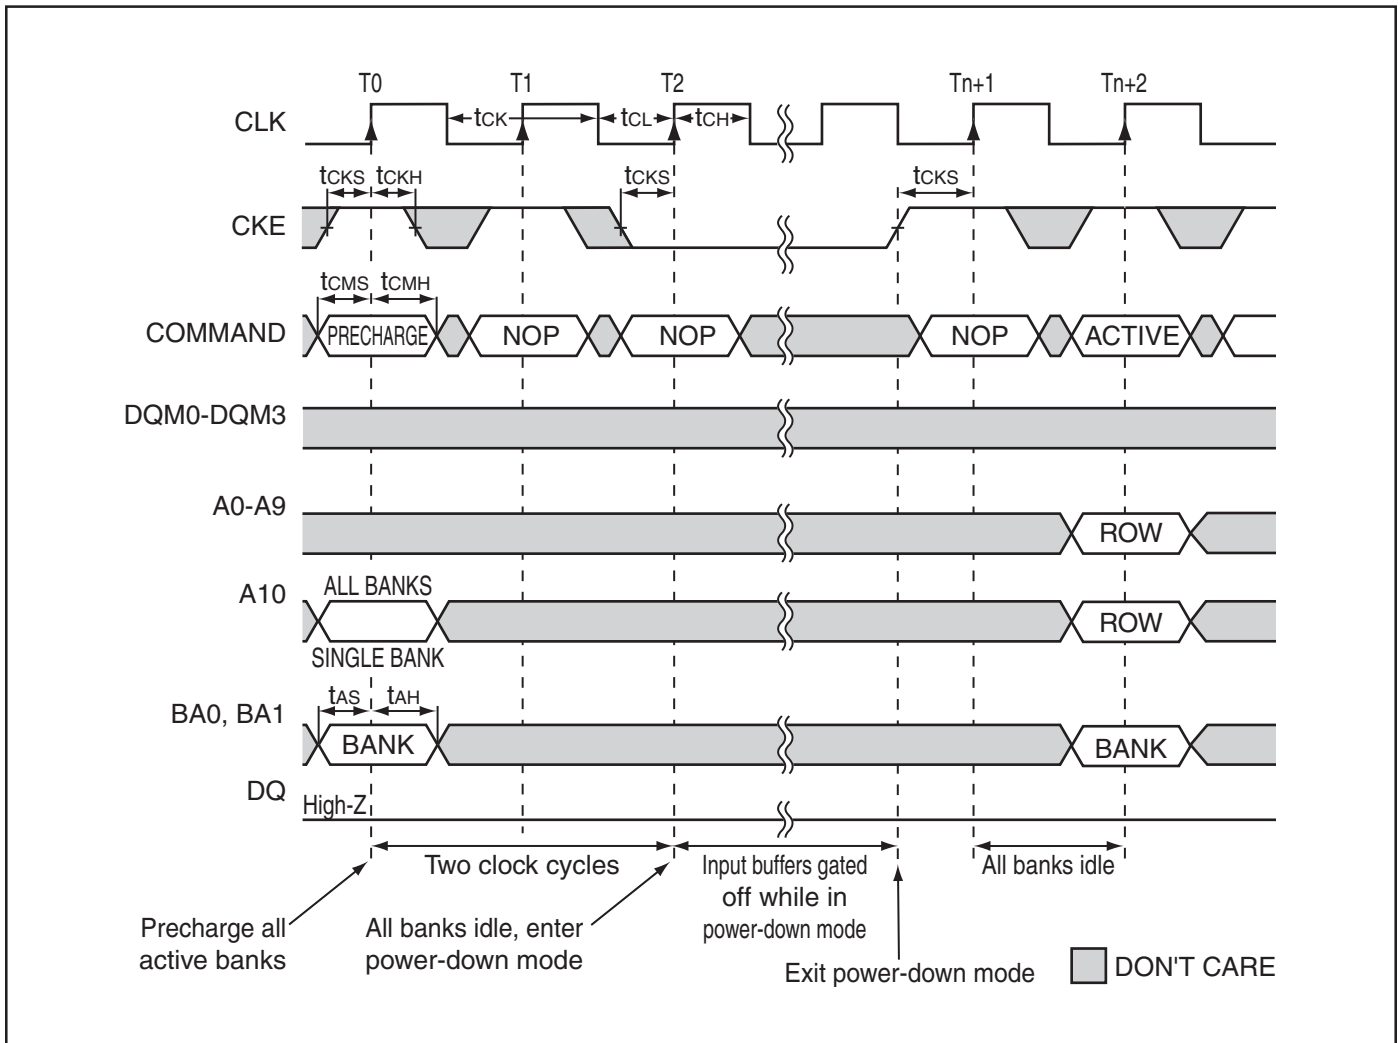 T0 T1 T2 Tn+1 Tn+2
CLK tCK tCL tCH
tCKS tCKH tCKS tCKS
CKE
tCMS tCMH
COMMAND PRECHARGE NOP NOP NOP ACTIVE
DQM0-DQM3
A0-A9 ROW
A10 ALL BANKS ROW
SINGLE BANK
tAS tAH
BA0, BA1 BANK BANK
DQ
High-Z
Two clock cycles
Input buffers gated
off while in
power-down mode
All banks idle
Precharge all
active banks
All banks idle, enter
power-down mode
Exit power-down mode
DON'T CARE